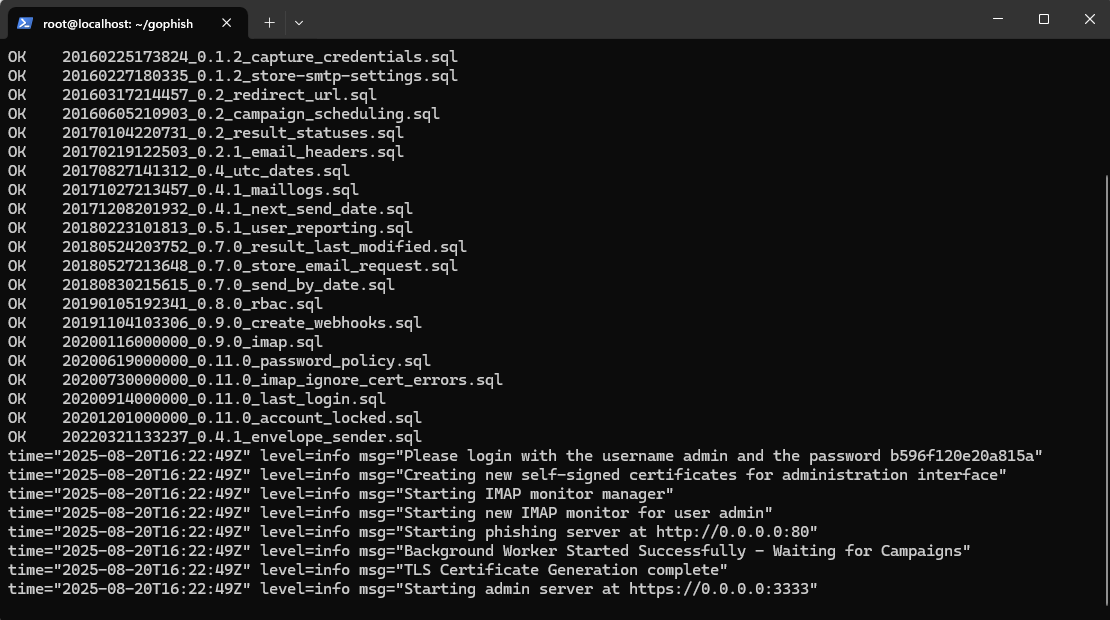 root@localhost: ~/gophish
OK    20160225173824_0.1.2_capture_credentials.sql
OK    20160227180335_0.1.2_store-smtp-settings.sql
OK    20160317214457_0.2_redirect_url.sql
OK    20160605210903_0.2_campaign_scheduling.sql
OK    20170104220731_0.2_result_statuses.sql
OK    20170219122503_0.2.1_email_headers.sql
OK    20170827141312_0.4_utc_dates.sql
OK    20171027213457_0.4.1_maillogs.sql
OK    20171208201932_0.4.1_next_send_date.sql
OK    20180223101813_0.5.1_user_reporting.sql
OK    20180524203752_0.7.0_result_last_modified.sql
OK    20180527213648_0.7.0_store_email_request.sql
OK    20180830215615_0.7.0_send_by_date.sql
OK    20190105192341_0.8.0_rbac.sql
OK    20191104103306_0.9.0_create_webhooks.sql
OK    20200116000000_0.9.0_imap.sql
OK    20200619000000_0.11.0_password_policy.sql
OK    20200730000000_0.11.0_imap_ignore_cert_errors.sql
OK    20200914000000_0.11.0_last_login.sql
OK    20201201000000_0.11.0_account_locked.sql
OK    20220321133237_0.4.1_envelope_sender.sql
time="2025-08-20T16:22:49Z" level=info msg="Please login with the username admin and the password b596f120e20a815a"
time="2025-08-20T16:22:49Z" level=info msg="Creating new self-signed certificates for administration interface"
time="2025-08-20T16:22:49Z" level=info msg="Starting IMAP monitor manager"
time="2025-08-20T16:22:49Z" level=info msg="Starting new IMAP monitor for user admin"
time="2025-08-20T16:22:49Z" level=info msg="Starting phishing server at http://0.0.0.0:80"
time="2025-08-20T16:22:49Z" level=info msg="Background Worker Started Successfully - Waiting for Campaigns"
time="2025-08-20T16:22:49Z" level=info msg="TLS Certificate Generation complete"
time="2025-08-20T16:22:49Z" level=info msg="Starting admin server at https://0.0.0.0:3333"